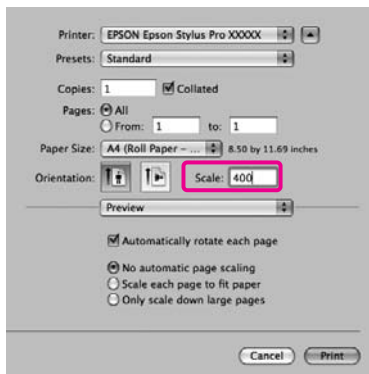 Printer: EPSON Epson Stylus Pro XXXXX
Presets: Standard
Copies: 1 Collated
Pages: All
From: 1 to: 1
Paper Size: A4 (Roll Paper – ... 8.50 by 11.69 inches
Orientation: Scale: 400
Preview
Automatically rotate each page
No automatic page scaling
Scale each page to fit paper
Only scale down large pages
Cancel Print